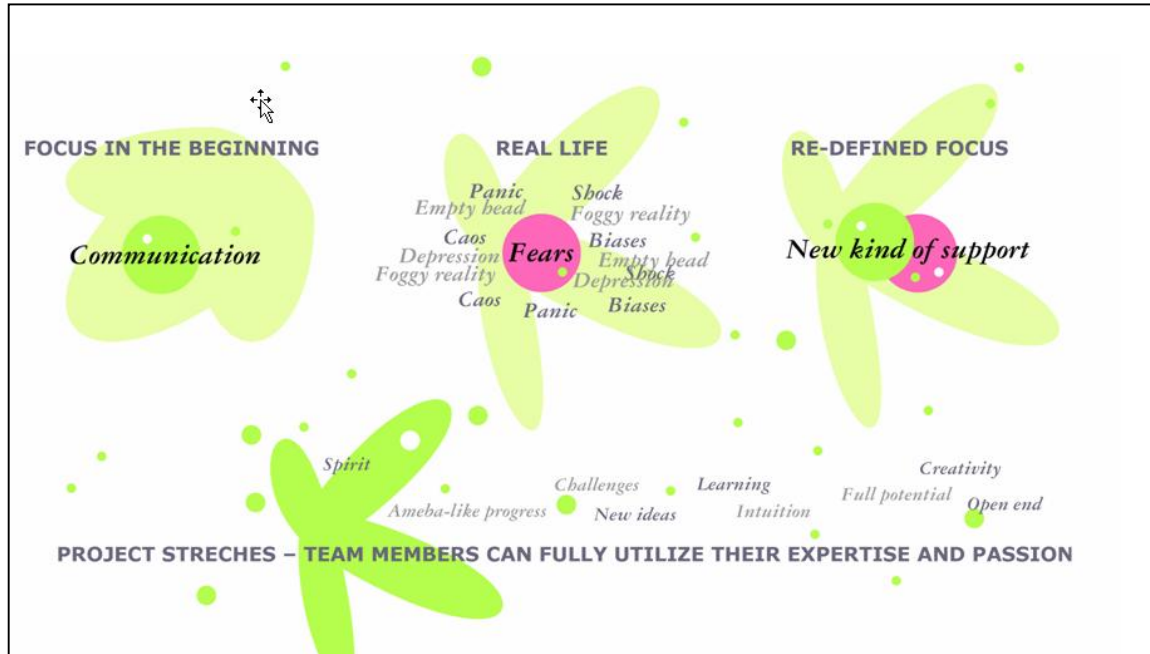 FOCUS IN THE BEGINNING
Communication
REAL LIFE
Panic
Shock
Empty head
Foggy reality
Caos
Biases
Fears
Depression
Empty head
Foggy reality
Shock
Depression
Caos
Panic
Biases
RE-DEFINED FOCUS
New kind of support
Spirit
Ameba-like progress
Challenges
New ideas
Learning
Intuition
Full potential
Creativity
Open end
PROJECT STRECHES – TEAM MEMBERS CAN FULLY UTILIZE THEIR EXPERTISE AND PASSION